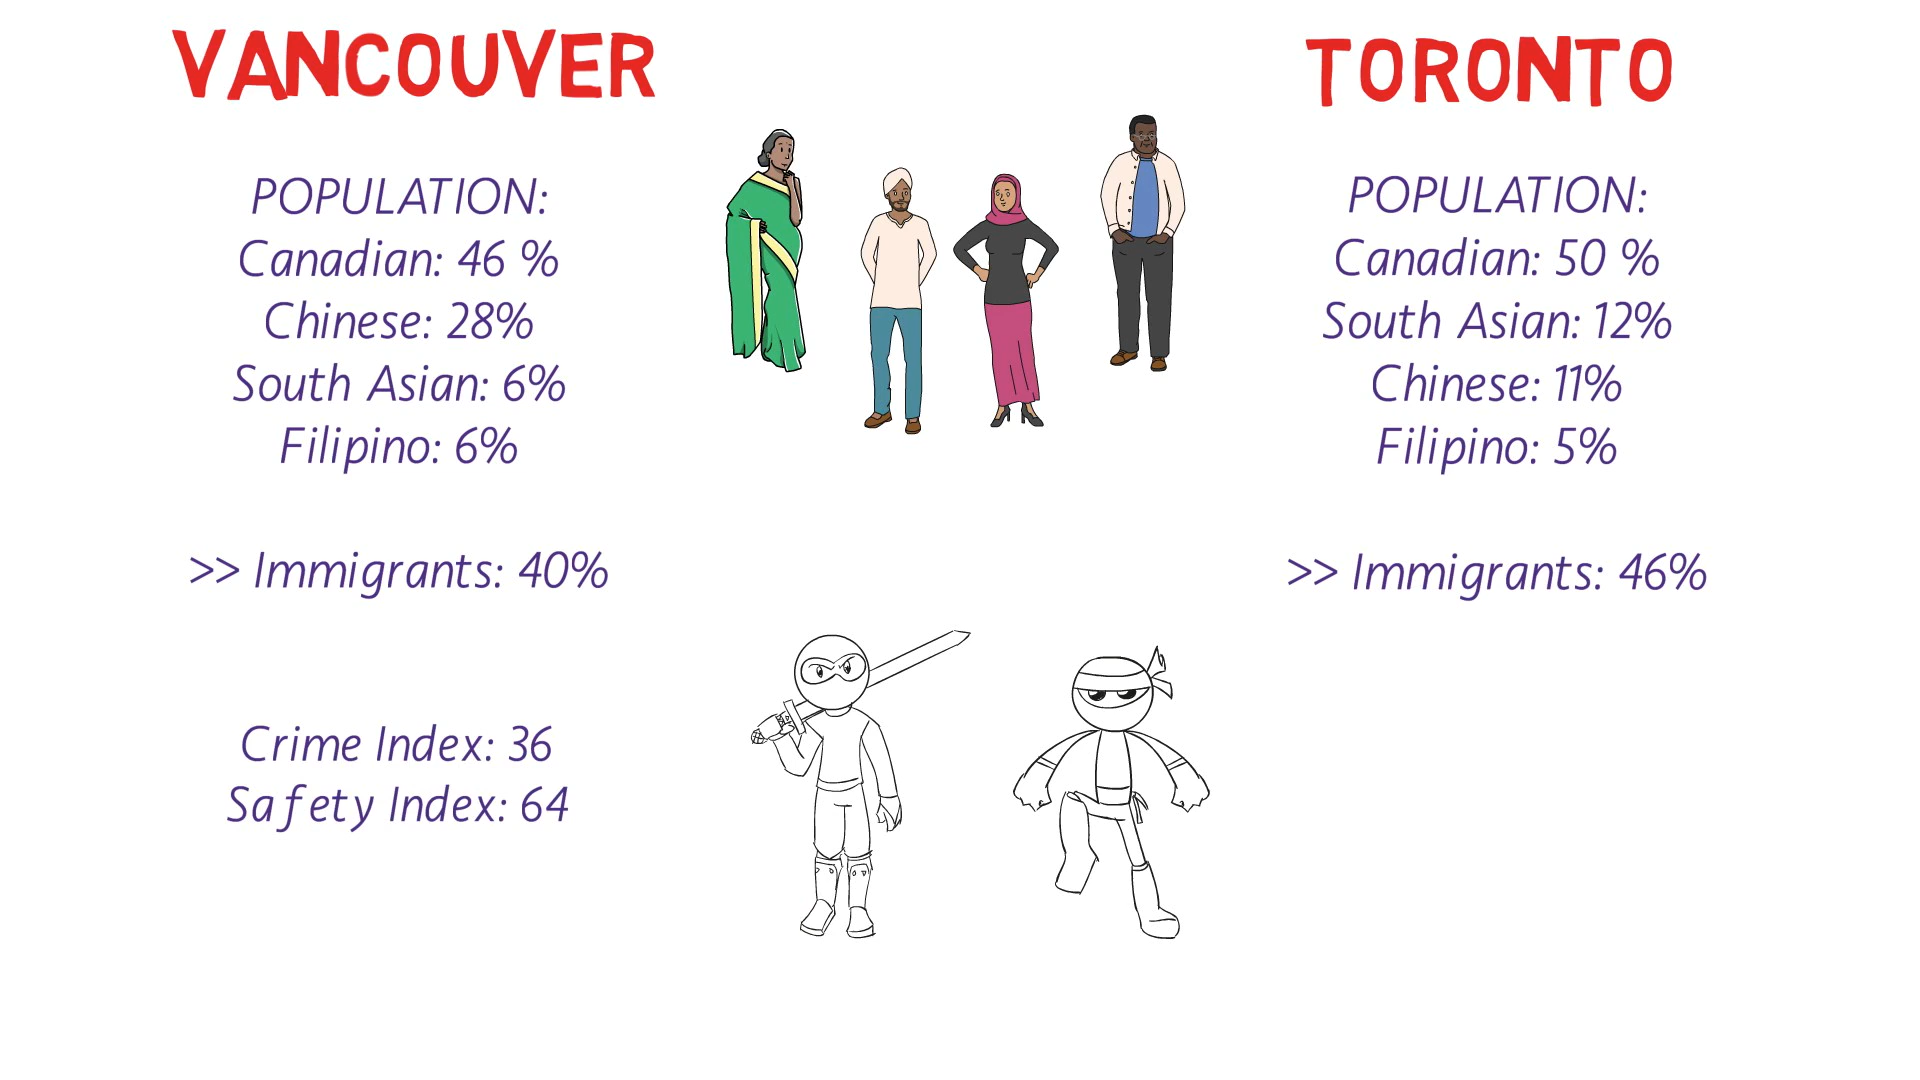 VANCOUVER
POPULATION:
Canadian: 46 %
Chinese: 28%
South Asian: 6%
Filipino: 6%
>> Immigrants: 40%
Crime Index: 36
Safety Index: 64
TORONTO
POPULATION:
Canadian: 50 %
South Asian: 12%
Chinese: 11%
Filipino: 5%
>> Immigrants: 46%